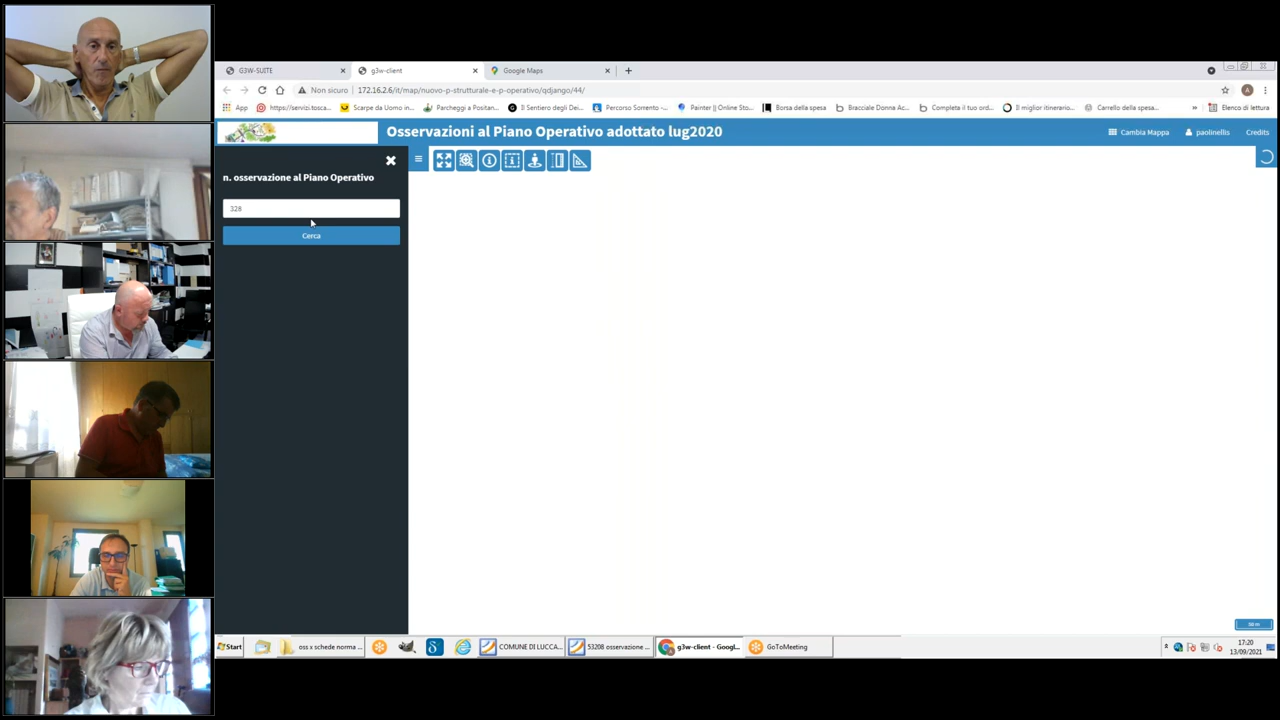 G3W-SUITE
g3w-client
Google Maps
Non sicuro
172.16.2.6/it/map/nuovo-p-strutturale-e-p-operativo/qdjango/44/
App
https://servizi.tosca...
Scarpe da Uomo in...
Parcheggi a Positan...
Il Sentiero degli Dei...
Percorso Sorrento -...
Painter || Online Sto...
Borsa della spesa
Bracciale Donna Ac...
Completa il tuo ord...
Il miglior itinerario...
Carrello della spesa...
»
Elenco di lettura
Osservazioni al Piano Operativo adottato lug2020
Cambia Mappa
paolinellis
Credits
n. osservazione al Piano Operativo
328
Cerca
50 m
Start
oss x schede norma ...
COMUNE DI LUCCA...
53208 osservazione ...
g3w-client - Googl...
GoToMeeting
17:20
13/09/2021